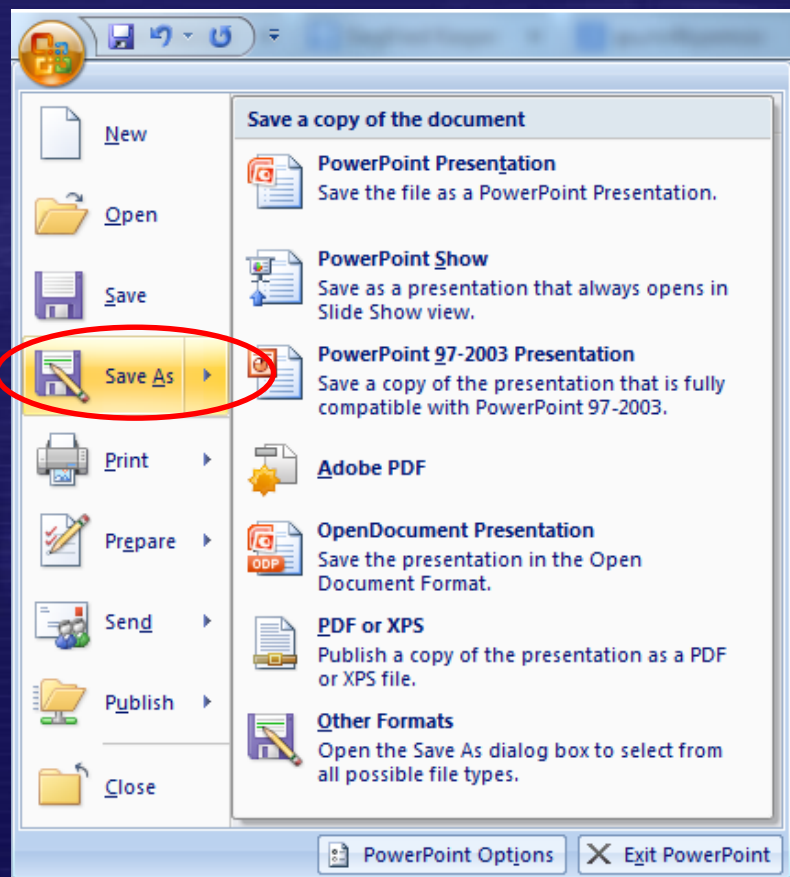 New
Open
Save
Save As
Print
Prepare
Send
Publish
Close
Save a copy of the document
PowerPoint Presentation
Save the file as a PowerPoint Presentation.
PowerPoint Show
Save as a presentation that always opens in
Slide Show view.
PowerPoint 97-2003 Presentation
Save a copy of the presentation that is fully
compatible with PowerPoint 97-2003.
Adobe PDF
OpenDocument Presentation
ODP
Save the presentation in the Open
Document Format.
PDF or XPS
Publish a copy of the presentation as a PDF
or XPS file.
Other Formats
Open the Save As dialog box to select from
all possible file types.
PowerPoint Options
Exit PowerPoint